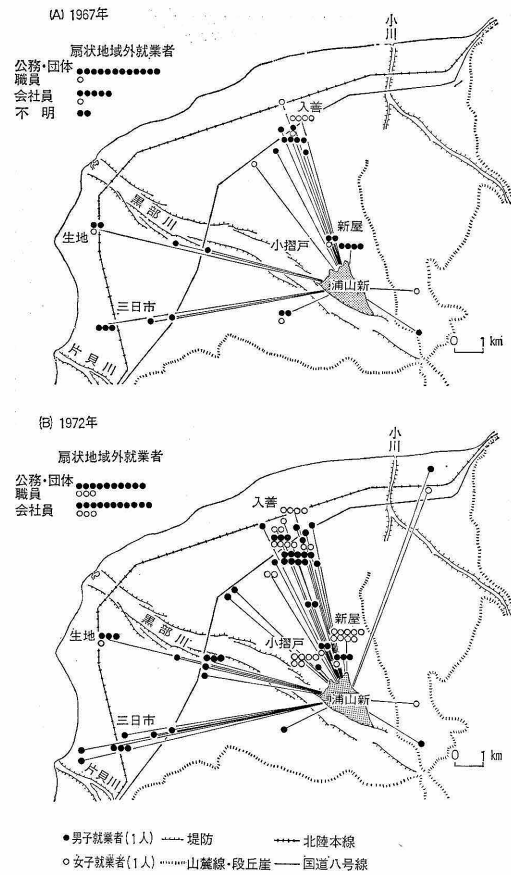 (A) 1967年
扇状地域外就業者
公務・団体
職員
会社員
不明
小川
入善
黒部川
新屋
生地
小摺戸
浦山新
三日市
片貝川
0 1km
(B) 1972年
扇状地域外就業者
公務・団体
職員
会社員
小川
入善
新屋
生地
黒部川
小摺戸
浦山新
三日市
片貝川
0 1km
●男子就業者(1人) 堤防 北陸本線
○女子就業者(1人) 山麓線・段丘崖 国道八号線